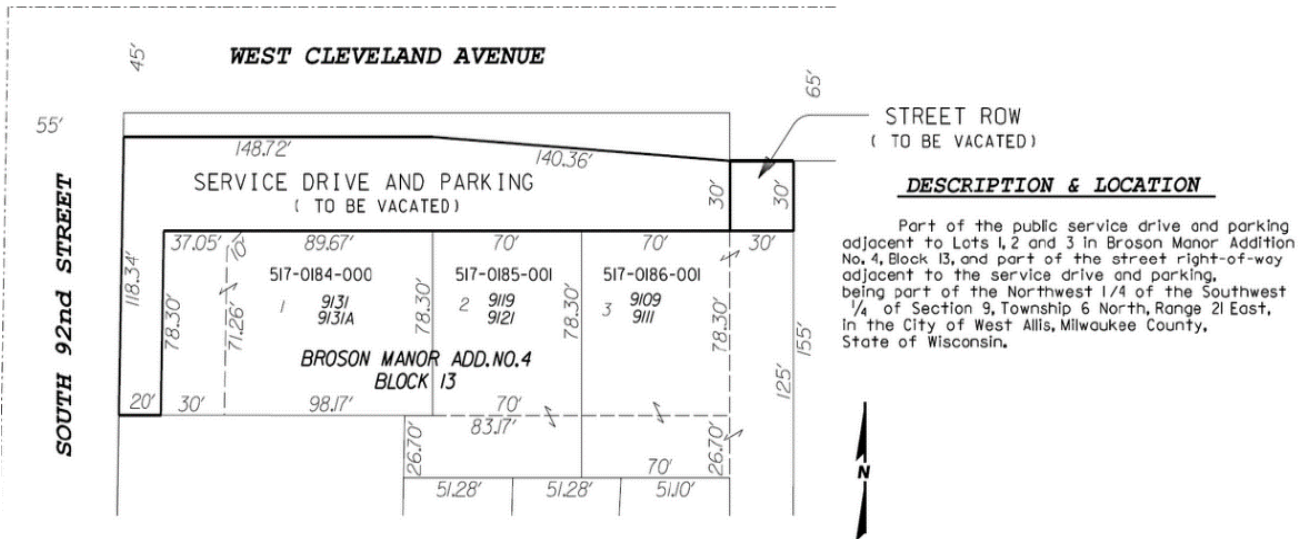 45'
WEST CLEVELAND AVENUE
65'
55'
STREET ROW
( TO BE VACATED)
148.72'
140.36'
SERVICE DRIVE AND PARKING
( TO BE VACATED)
30'
30'
DESCRIPTION & LOCATION
SOUTH 92nd STREET
Part of the public service drive and parking
adjacent to Lots 1, 2 and 3 in Broson Manor Addition
No. 4, Block 13, and part of the street right-of-way
adjacent to the service drive and parking,
being part of the Northwest 1/4 of the Southwest
1/4 of Section 9, Township 6 North, Range 21 East,
in the City of West Allis, Milwaukee County,
State of Wisconsin.
37.05' 10' 89.67' 70' 70' 30'
118.34'
78.30'
71.26'
517-0184-000
1 9131
9131A
78.30'
517-0185-001
2 9119
9121
78.30'
517-0186-001
3 9109
9111
78.30'
155'
125'
BROSON MANOR ADD. NO. 4
BLOCK 13
20' 30' 98.17' 70'
83.17'
26.70'
70'
26.70'
51.28' 51.28' 51.10'
N